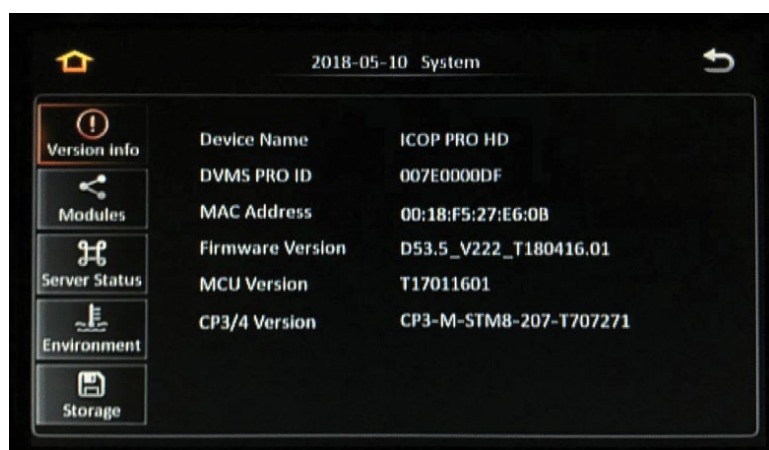 2018-05-10 System
Version info
Device Name ICOP PRO HD
DVMS PRO ID 007E0000DF
Modules
MAC Address 00:18:F5:27:E6:0B
Firmware Version D53.5_V222_T180416.01
Server Status
MCU Version T17011601
CP3/4 Version CP3-M-STM8-207-T707271
Environment
Storage